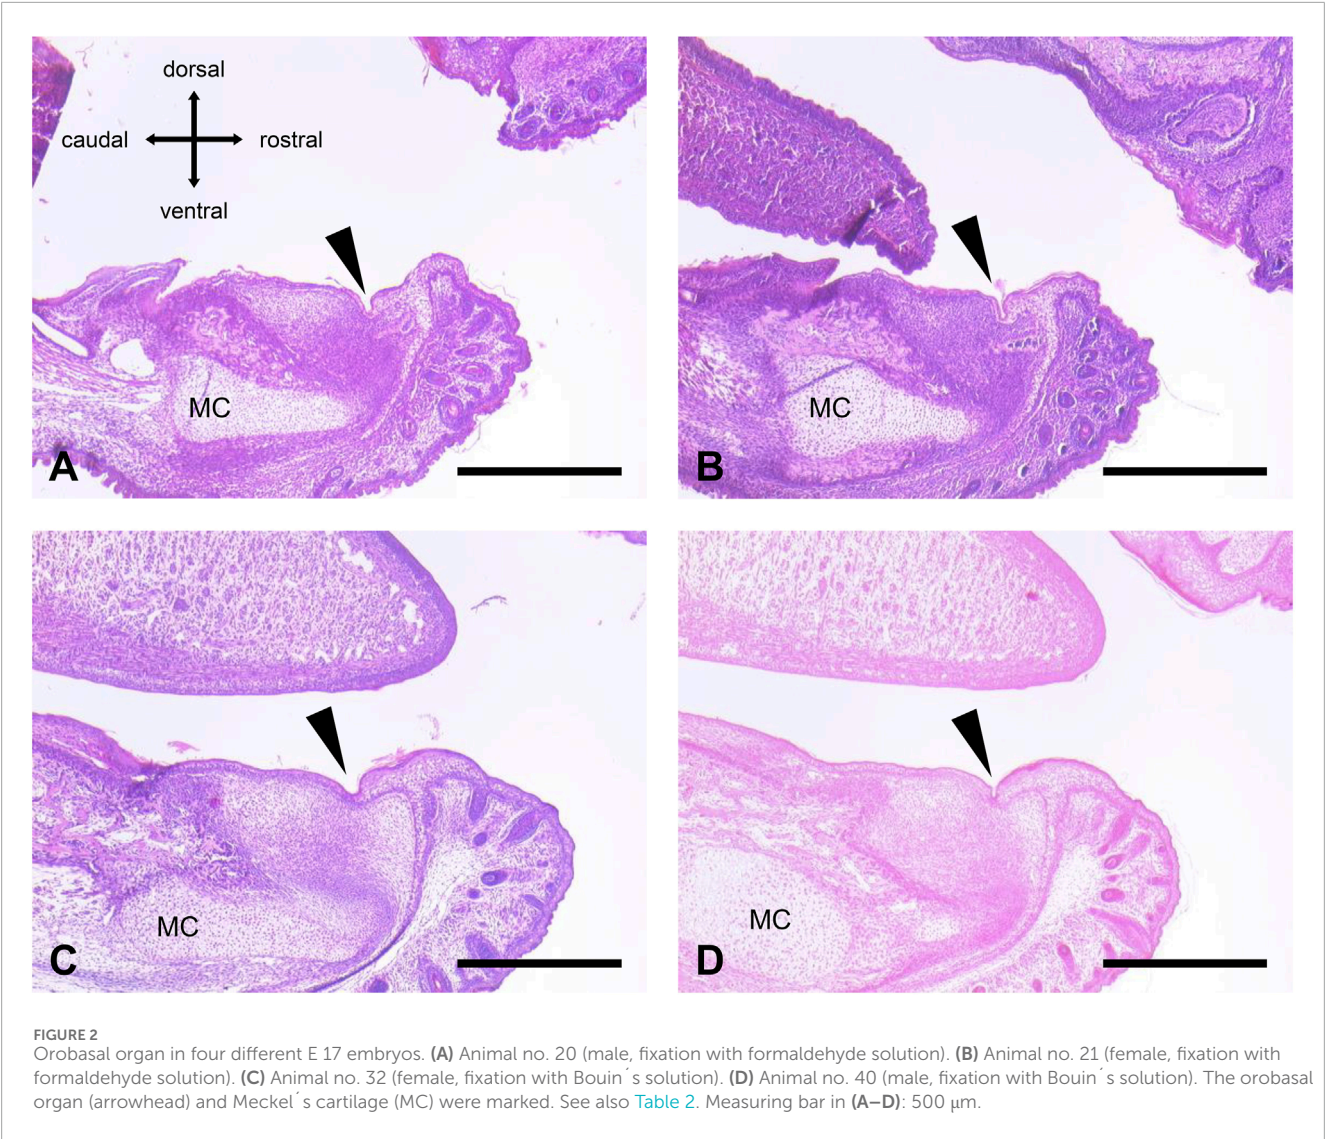 dorsal
caudal
rostral
ventral
MC
A
MC
B
MC
C
MC
D
FIGURE 2
Orobasal organ in four different E 17 embryos. (A) Animal no. 20 (male, fixation with formaldehyde solution). (B) Animal no. 21 (female, fixation with
formaldehyde solution). (C) Animal no. 32 (female, fixation with Bouin´s solution). (D) Animal no. 40 (male, fixation with Bouin´s solution). The orobasal
organ (arrowhead) and Meckel´s cartilage (MC) were marked. See also Table 2. Measuring bar in (A–D): 500 μm.